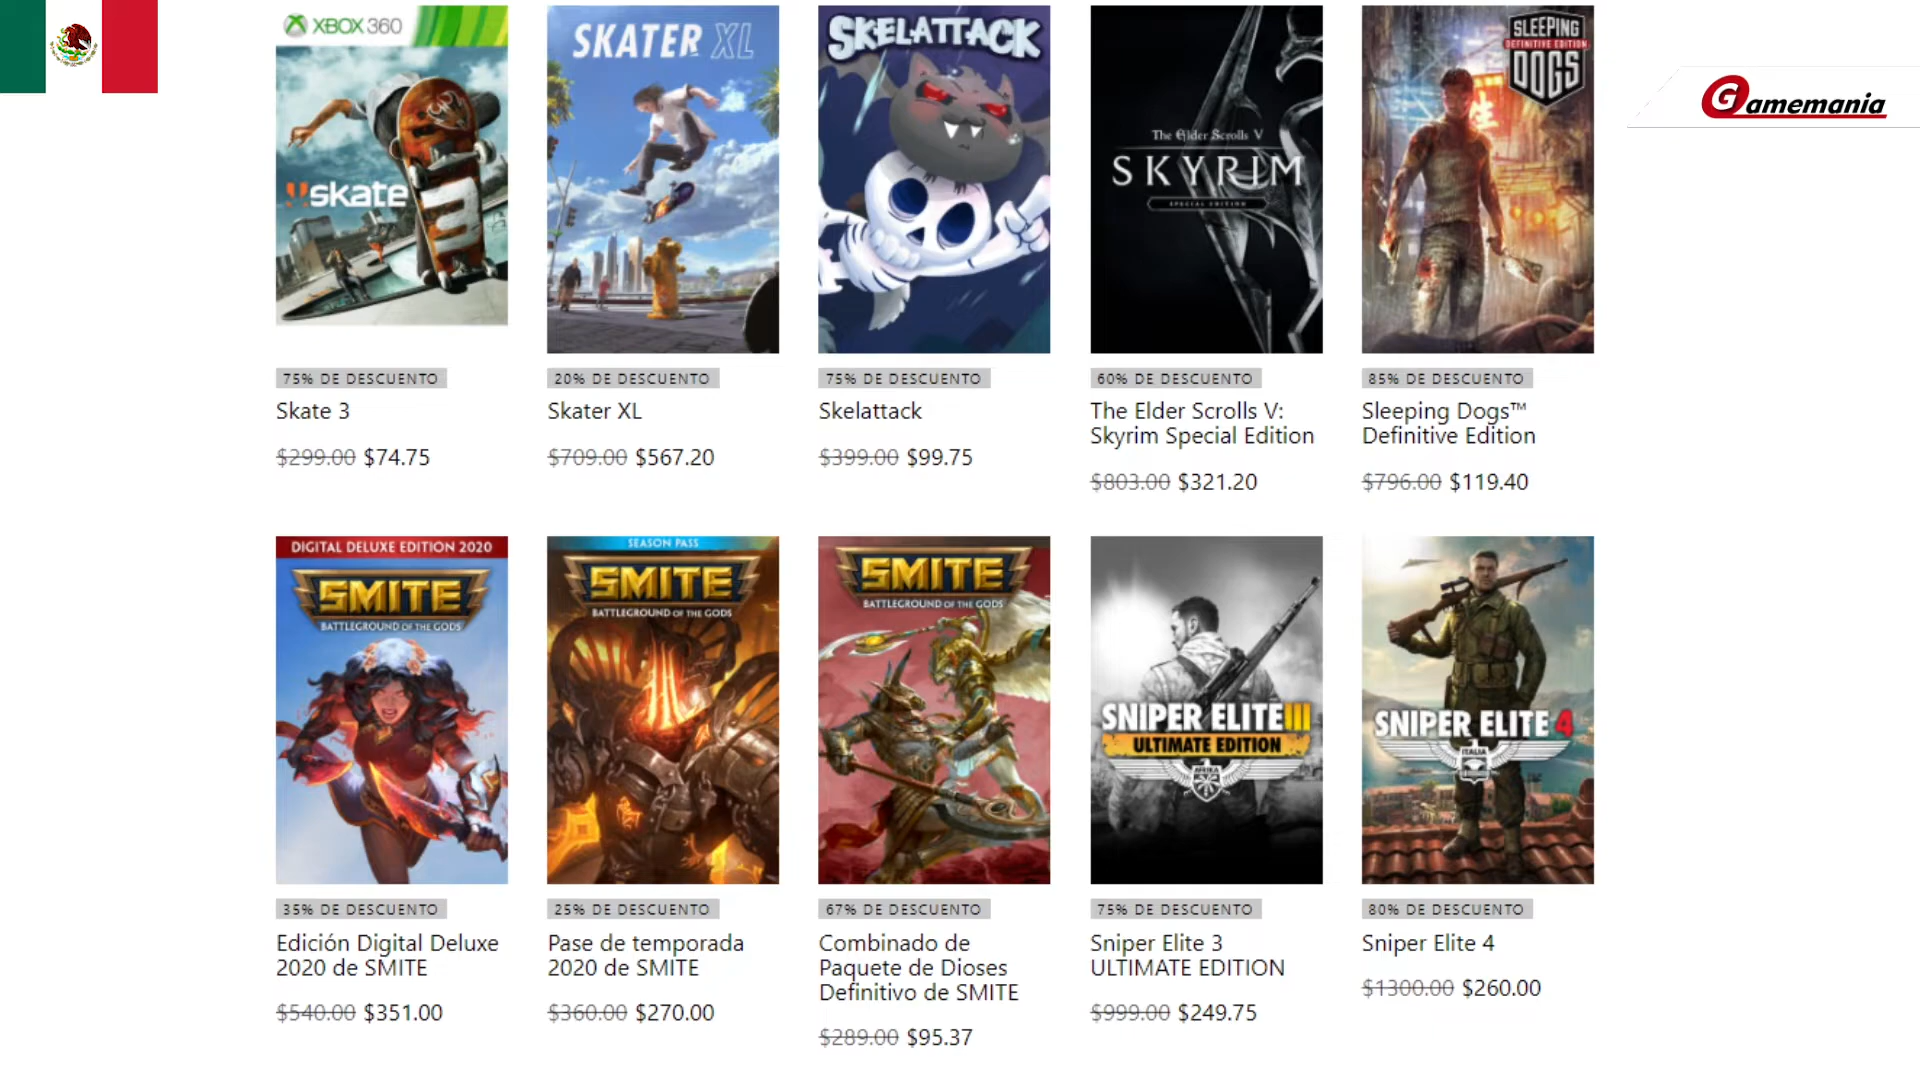 XBOX 360
skate
3
SKATER XL
SKELATTACK
The Elder Scrolls V
SKYRIM
SPECIAL EDITION
SLEEPING
DEFINITIVE EDITION
DOGS
Gamemania
75% DE DESCUENTO
Skate 3
$299.00 $74.75
20% DE DESCUENTO
Skater XL
$709.00 $567.20
75% DE DESCUENTO
Skelattack
$399.00 $99.75
60% DE DESCUENTO
The Elder Scrolls V:
Skyrim Special Edition
$803.00 $321.20
85% DE DESCUENTO
Sleeping Dogs™
Definitive Edition
$796.00 $119.40
DIGITAL DELUXE EDITION 2020
SMITE
BATTLEGROUND OF THE GODS
SEASON PASS
SMITE
BATTLEGROUND OF THE GODS
SMITE
BATTLEGROUND OF THE GODS
SNIPER ELITE III
ULTIMATE EDITION
AFRIKA
SNIPER ELITE 4
ITALIA
35% DE DESCUENTO
Edición Digital Deluxe
2020 de SMITE
$540.00 $351.00
25% DE DESCUENTO
Pase de temporada
2020 de SMITE
$360.00 $270.00
67% DE DESCUENTO
Combinado de
Paquete de Dioses
Definitivo de SMITE
$289.00 $95.37
75% DE DESCUENTO
Sniper Elite 3
ULTIMATE EDITION
$999.00 $249.75
80% DE DESCUENTO
Sniper Elite 4
$1300.00 $260.00